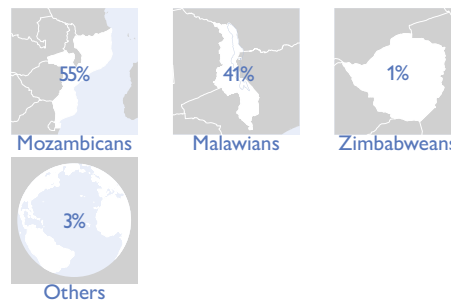 55%
41%
1%
Mozambicans
Malawians
Zimbabweans
3%
Others